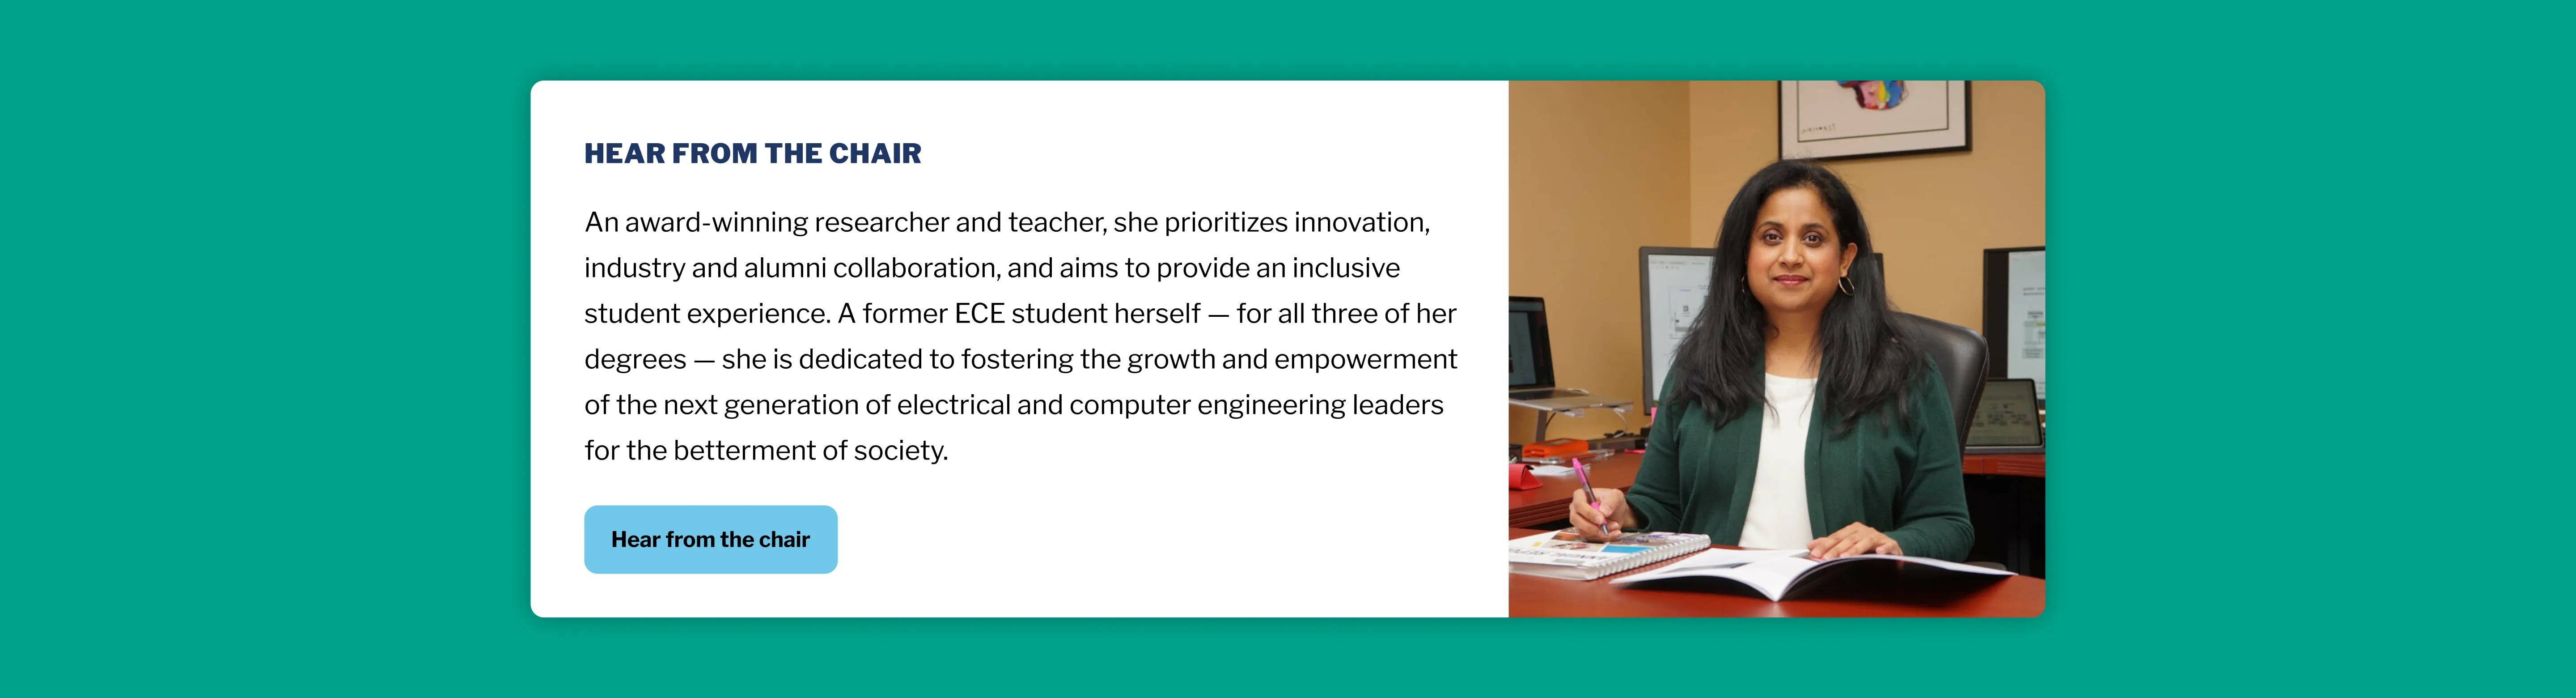 HEAR FROM THE CHAIR
An award-winning researcher and teacher, she prioritizes innovation,
industry and alumni collaboration, and aims to provide an inclusive
student experience. A former ECE student herself — for all three of her
degrees — she is dedicated to fostering the growth and empowerment
of the next generation of electrical and computer engineering leaders
for the betterment of society.
Hear from the chair